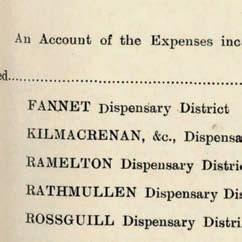 An Account of the Expenses inc
ed..................
FANNET Dispensary District
KILMACRENAN, &c., Dispensa
RAMELTON Dispensary Distri
RATHMULLEN Dispensary Dis
ROSSGUILL Dispensary Distri